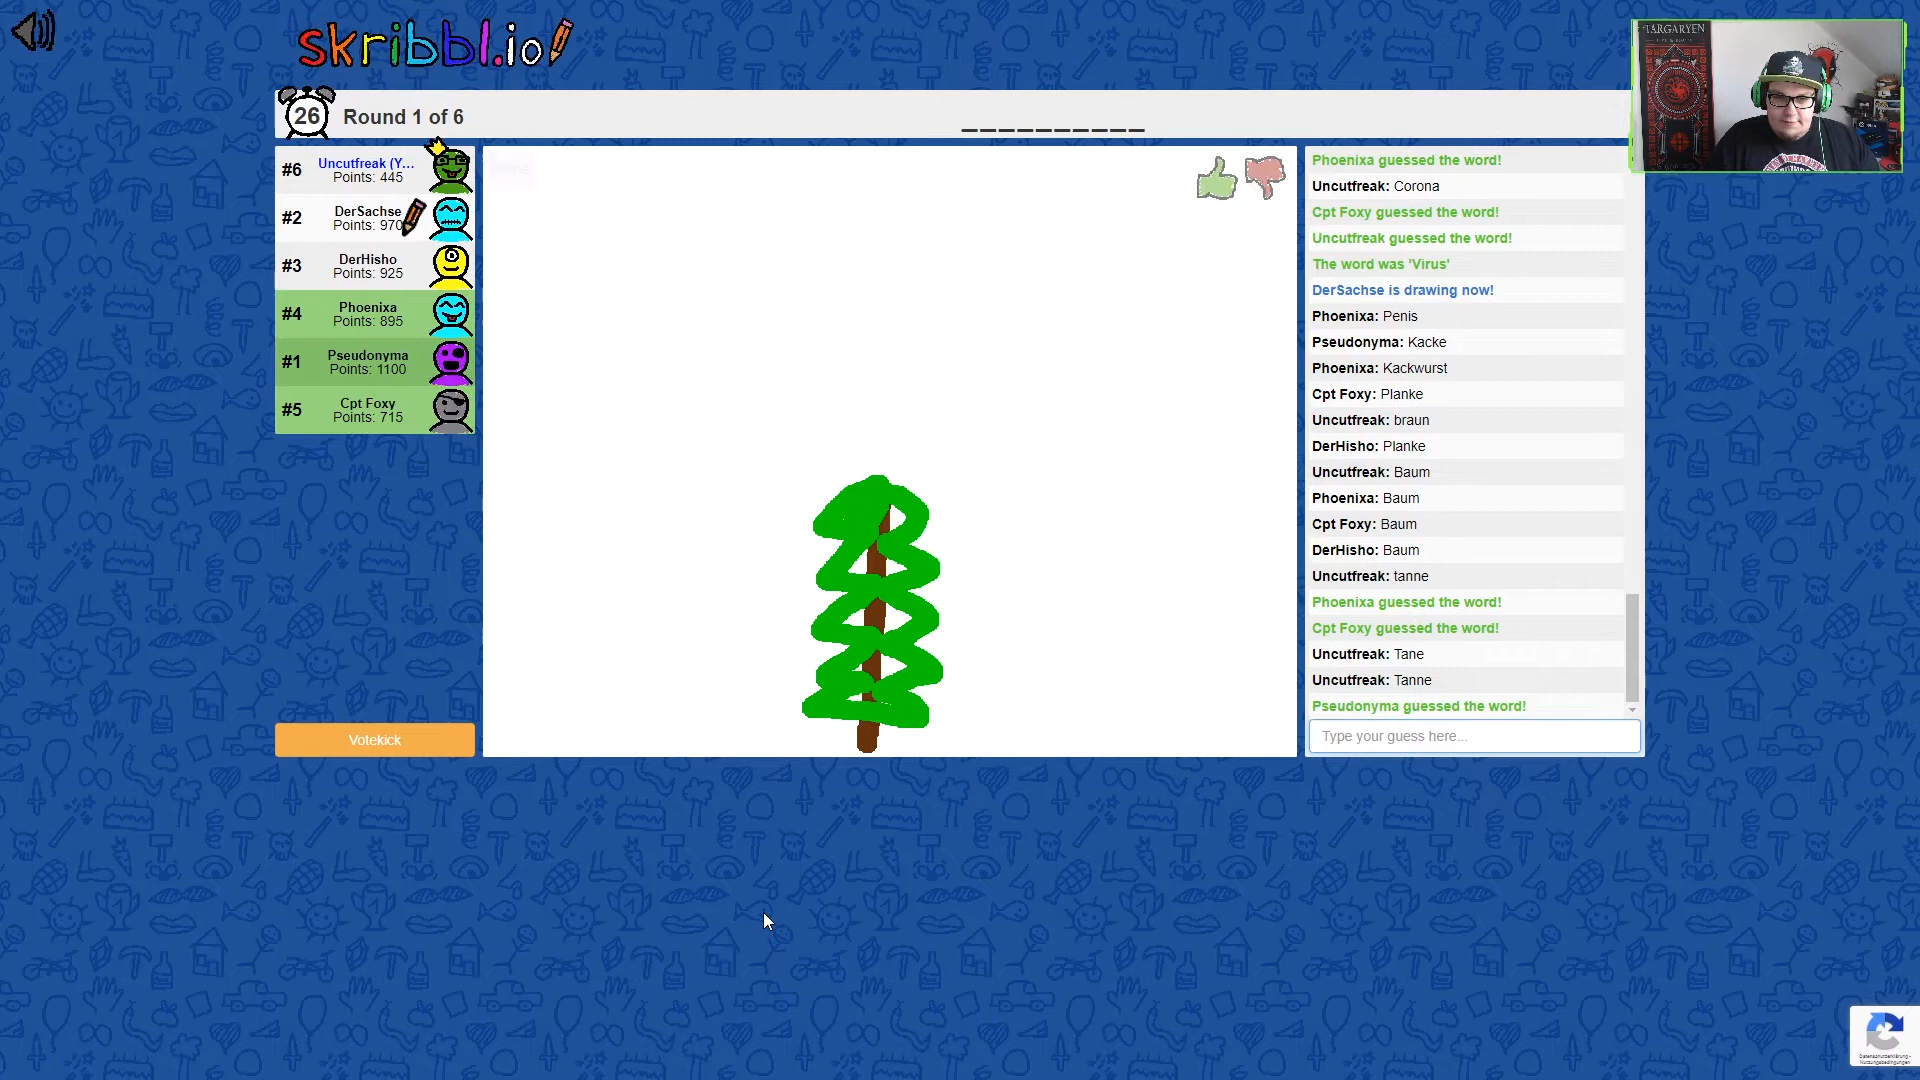 skribbl.io
TARGARYEN
26
Round 1 of 6
__________
#6
Uncutfreak (Y...
Points: 445
#2
DerSachse
Points: 970
#3
DerHisho
Points: 925
#4
Phoenixa
Points: 895
#1
Pseudonyma
Points: 1100
#5
Cpt Foxy
Points: 715
Votekick
Phoenixa guessed the word!
Uncutfreak: Corona
Cpt Foxy guessed the word!
Uncutfreak guessed the word!
The word was 'Virus'
DerSachse is drawing now!
Phoenixa: Penis
Pseudonyma: Kacke
Phoenixa: Kackwurst
Cpt Foxy: Planke
Uncutfreak: braun
DerHisho: Planke
Uncutfreak: Baum
Phoenixa: Baum
Cpt Foxy: Baum
DerHisho: Baum
Uncutfreak: tanne
Phoenixa guessed the word!
Cpt Foxy guessed the word!
Uncutfreak: Tane
Uncutfreak: Tanne
Pseudonyma guessed the word!
Type your guess here...
Datenschutzerklärung -
Nutzungsbedingungen